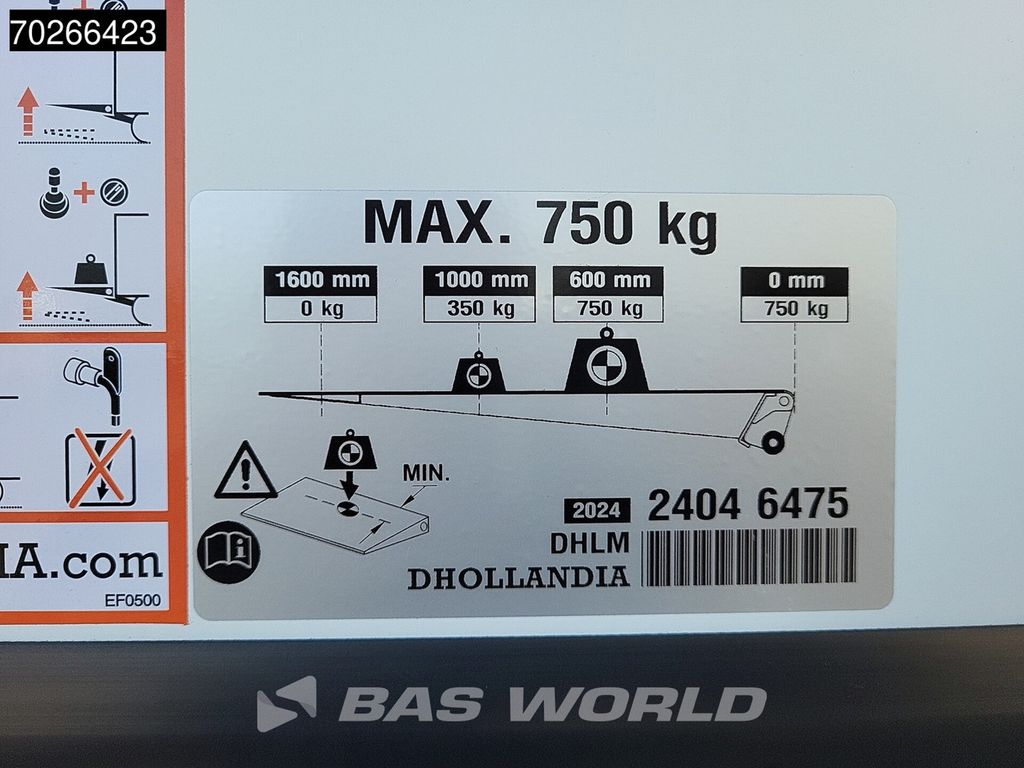 70266423
MAX. 750 kg
1600 mm 1000 mm 600 mm 0 mm
0 kg 350 kg 750 kg 750 kg
MIN.
2024 2404 6475
DHLM
DHOLLANDIA
IA.com
EF0500
BAS WORLD